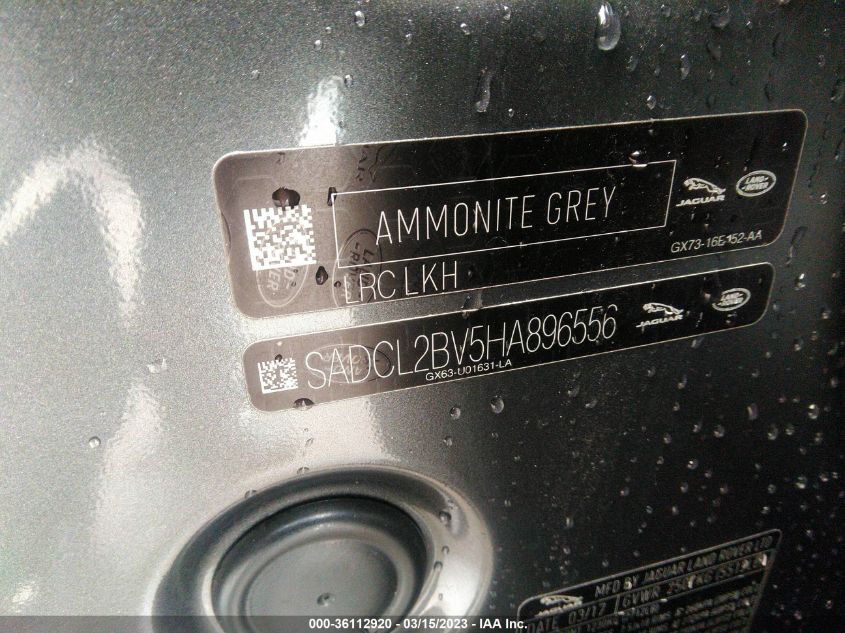 AMMONITE GREY
JAGUAR
LAND ROVER
GX73-16E152-AA
LRC LKH
SADCL2BV5HA896556
JAGUAR
LAND ROVER
GX63-U01631-LA
MFD BY JAGUAR LAND ROVER LTD
DATE 03/17 GVWR
000-36112920 - 03/15/2023 - IAA Inc.